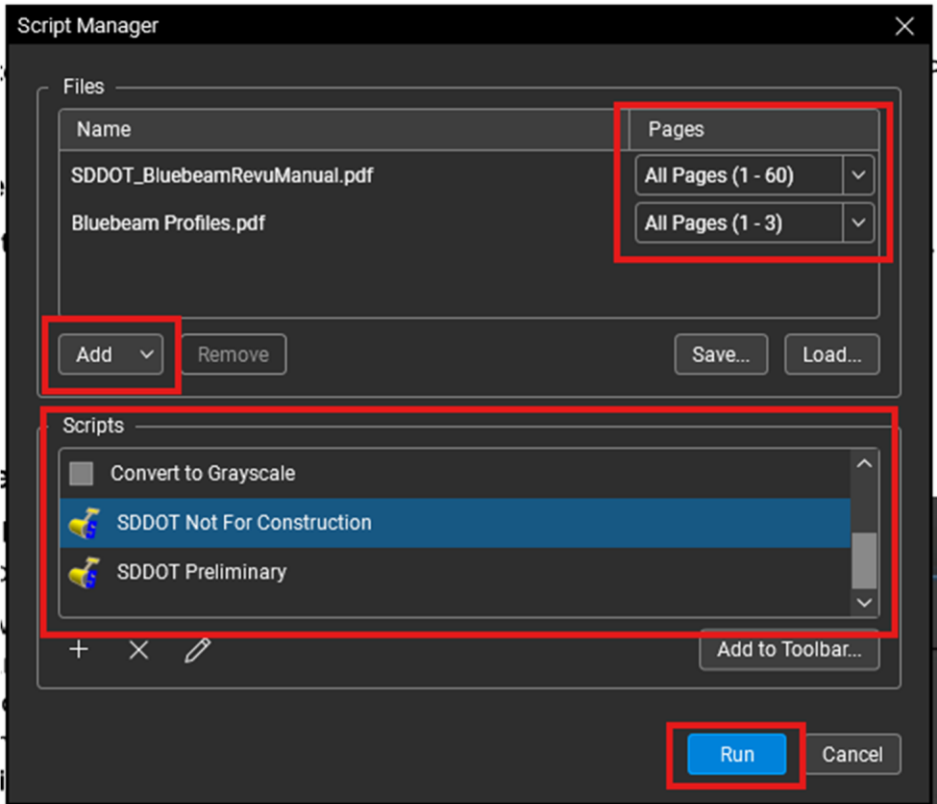 Script Manager
Files
Name Pages
SDDOT_BluebeamRevuManual.pdf All Pages (1 - 60)
Bluebeam Profiles.pdf All Pages (1 - 3)
Add Remove Save... Load...
Scripts
Convert to Grayscale
SDDOT Not For Construction
SDDOT Preliminary
Add to Toolbar...
Run Cancel